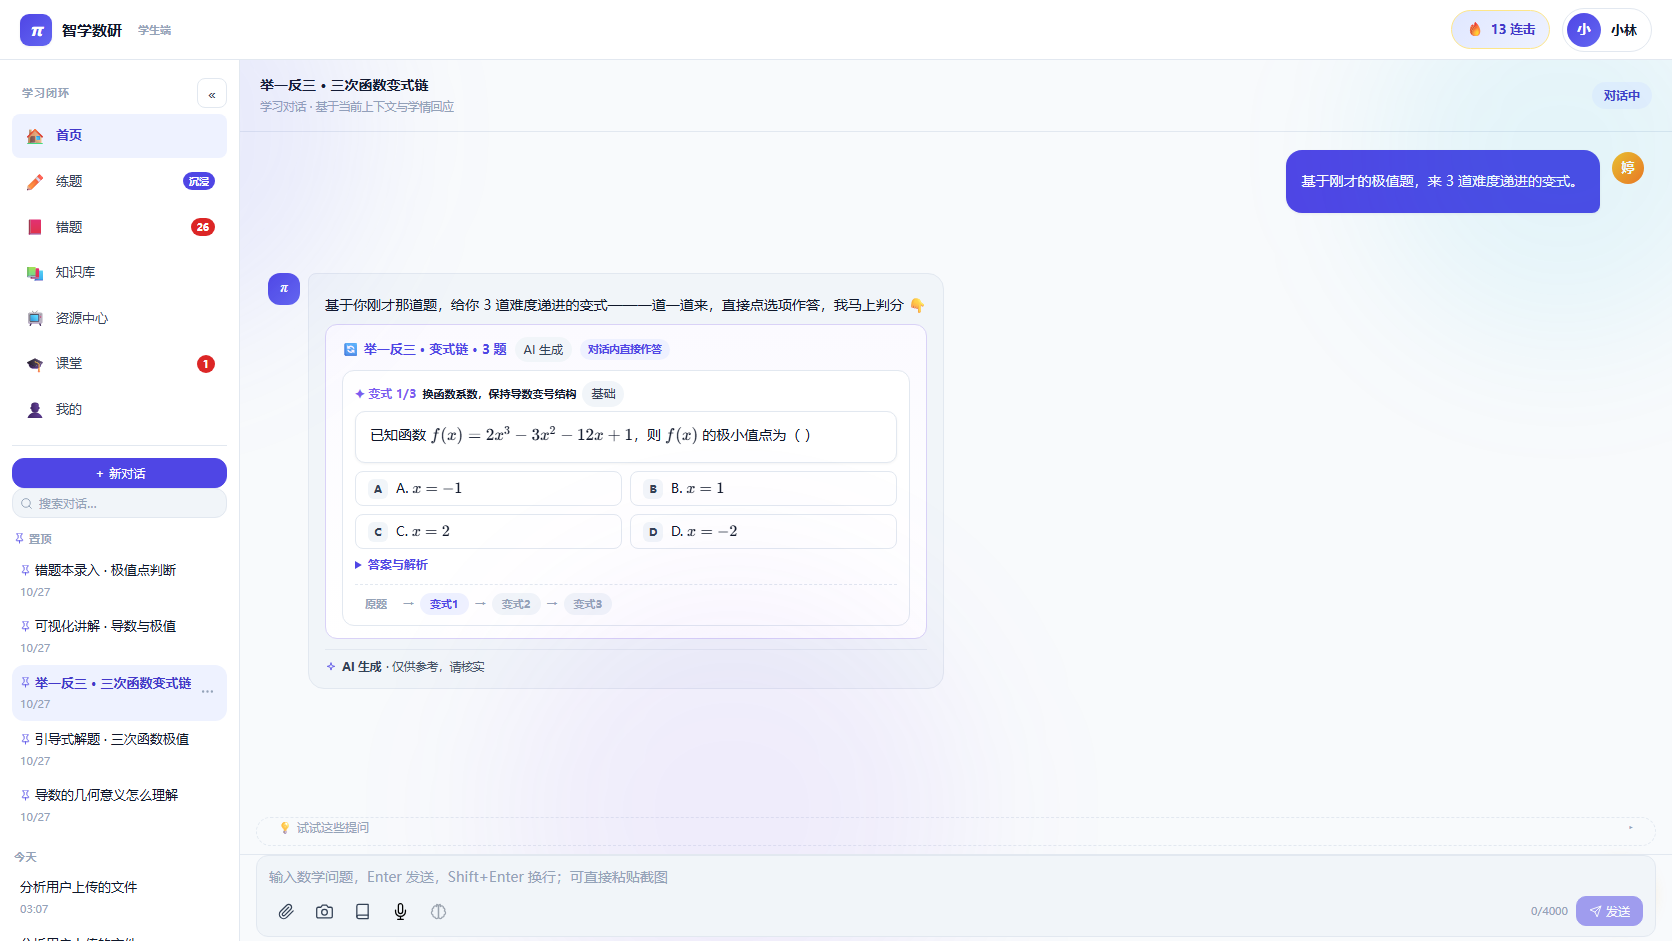 π 智学数研 学生端
13 连击
小 小林
学习闭环 «
首页
练题 沉浸
错题 26
知识库
资源中心
课堂 1
我的
+ 新对话
搜索对话...
置顶
错题本录入 · 极值点判断
10/27
可视化讲解 · 导数与极值
10/27
举一反三 • 三次函数变式链 ...
10/27
引导式解题 · 三次函数极值
10/27
导数的几何意义怎么理解
10/27
今天
分析用户上传的文件
03:07
举一反三 • 三次函数变式链
学习对话 · 基于当前上下文与学情回应
对话中
基于刚才的极值题，来 3 道难度递进的变式。
婷
π
基于你刚才那道题，给你 3 道难度递进的变式——一道一道来，直接点选项作答，我马上判分 👇
举一反三 • 变式链 • 3 题 AI 生成 对话内直接作答
✦ 变式 1/3 换函数系数，保持导数变号结构 基础
已知函数 f(x) = 2x³ − 3x² − 12x + 1，则 f(x) 的极小值点为（ ）
A A. x = −1
B B. x = 1
C C. x = 2
D D. x = −2
▶ 答案与解析
原题 → 变式1 → 变式2 → 变式3
✧ AI 生成 · 仅供参考，请核实
💡 试试这些提问
输入数学问题，Enter 发送，Shift+Enter 换行；可直接粘贴截图
0/4000
发送